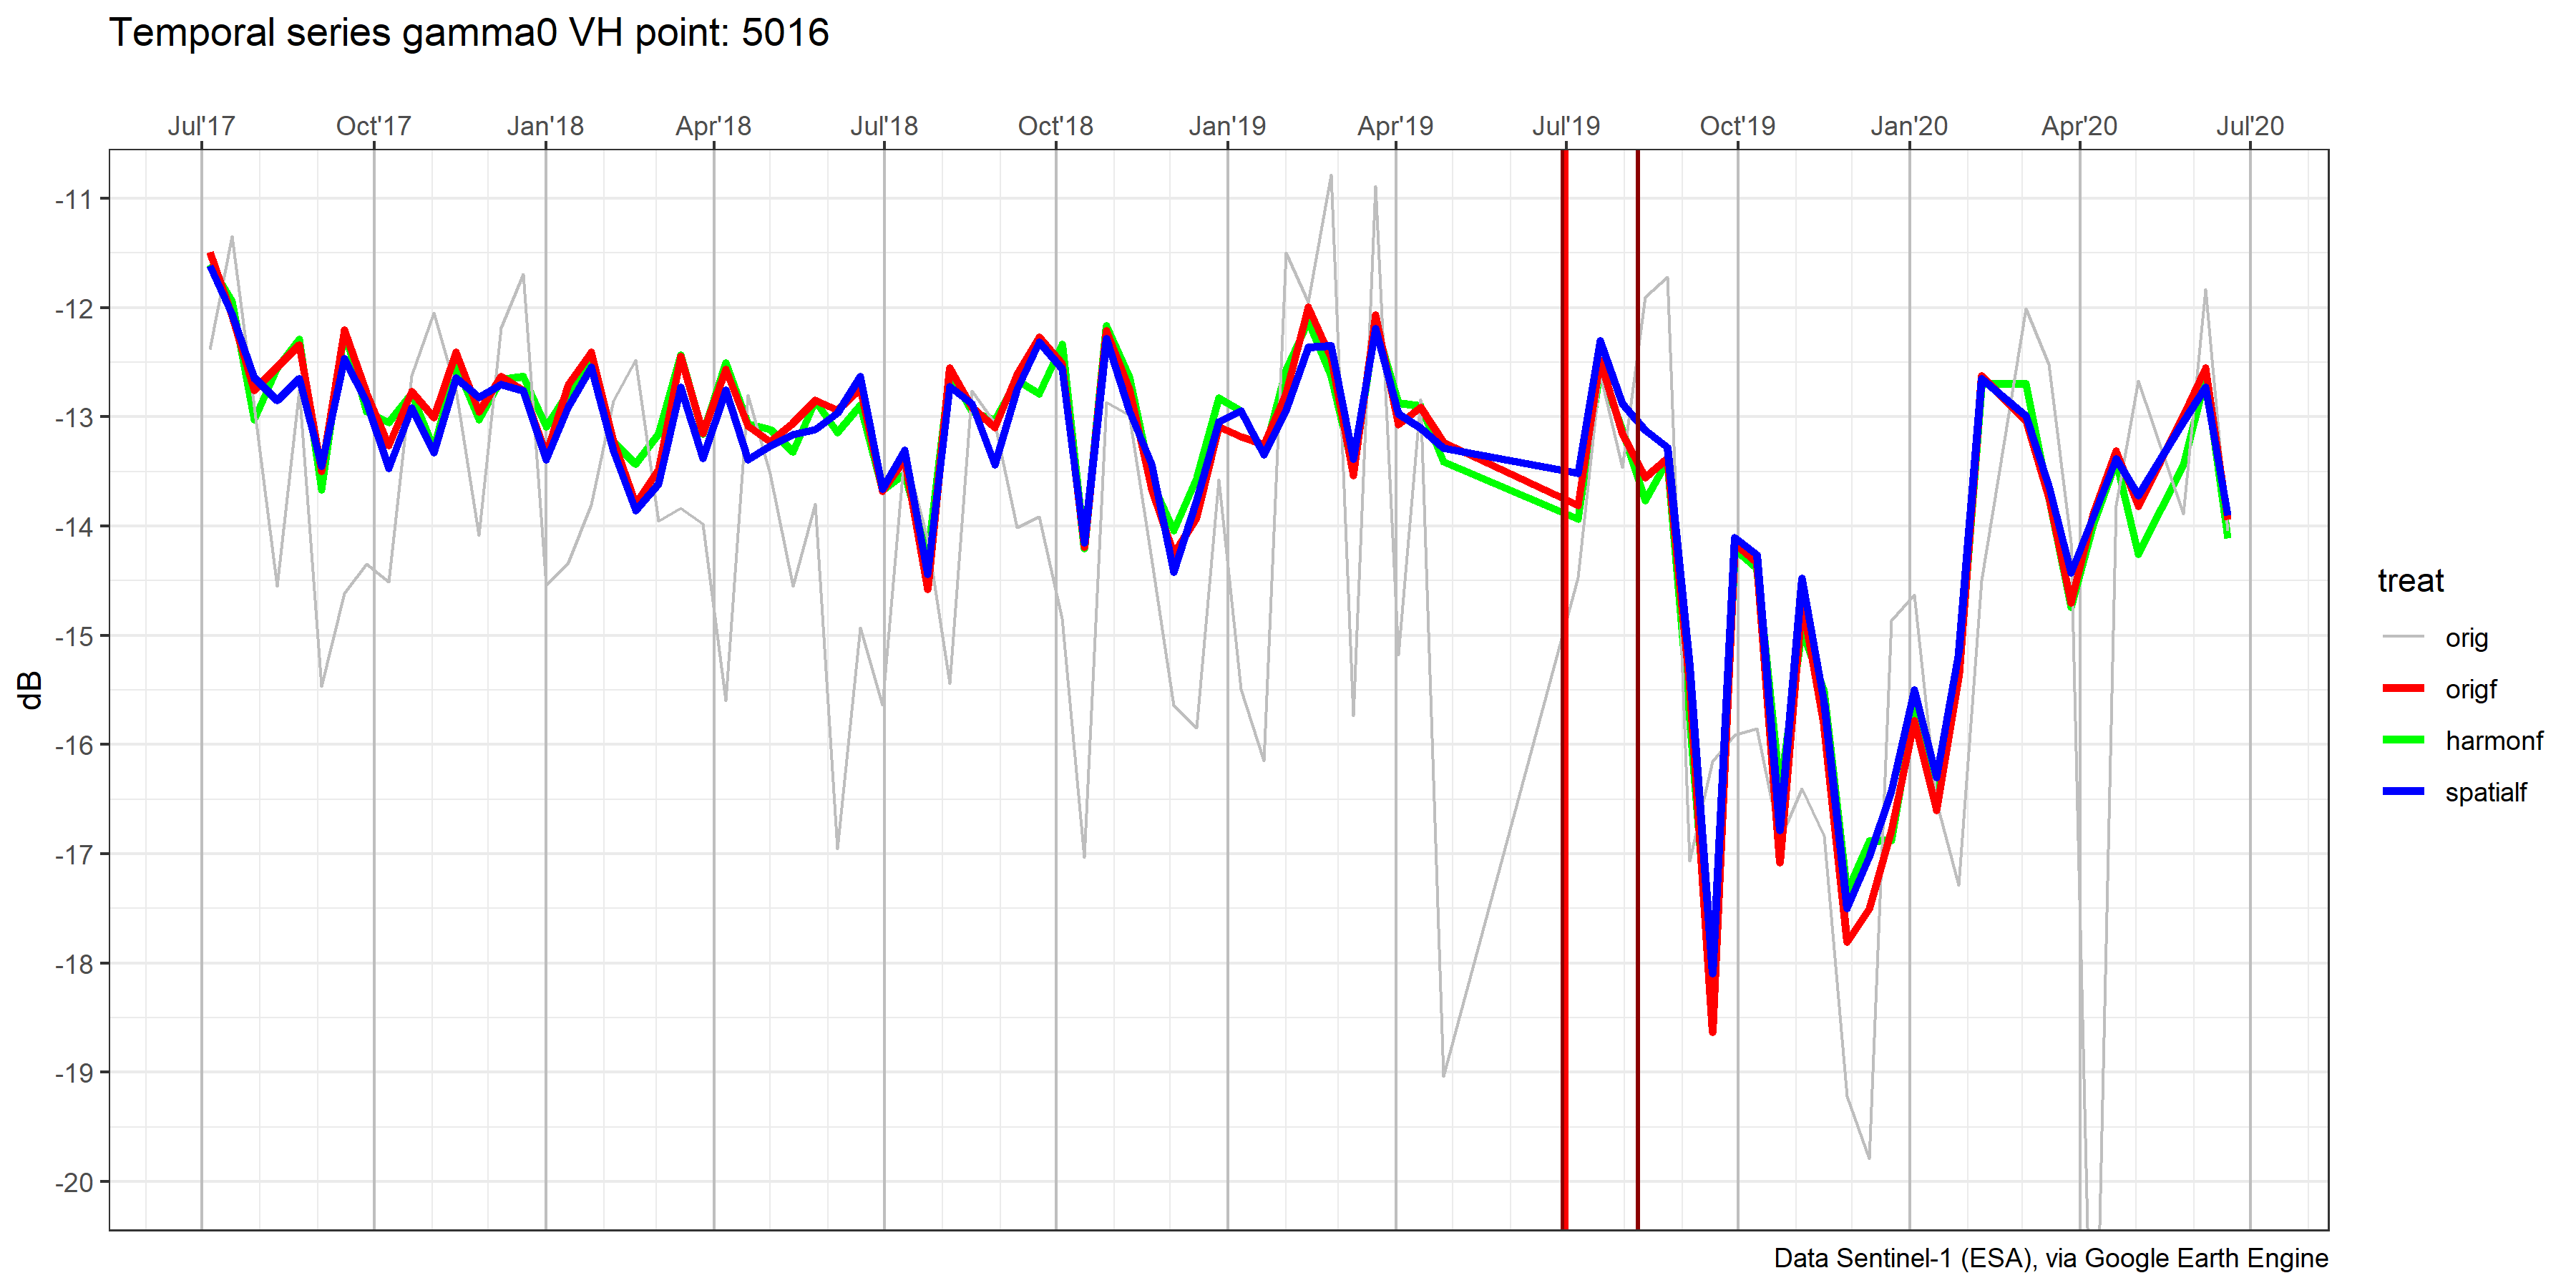 Temporal series gamma0 VH point: 5016
Jul'17 Oct'17 Jan'18 Apr'18 Jul'18 Oct'18 Jan'19 Apr'19 Jul'19 Oct'19 Jan'20 Apr'20 Jul'20
-11
-12
-13
-14
-15
-16
-17
-18
-19
-20
dB
treat
orig
origf
harmonf
spatialf
Data Sentinel-1 (ESA), via Google Earth Engine